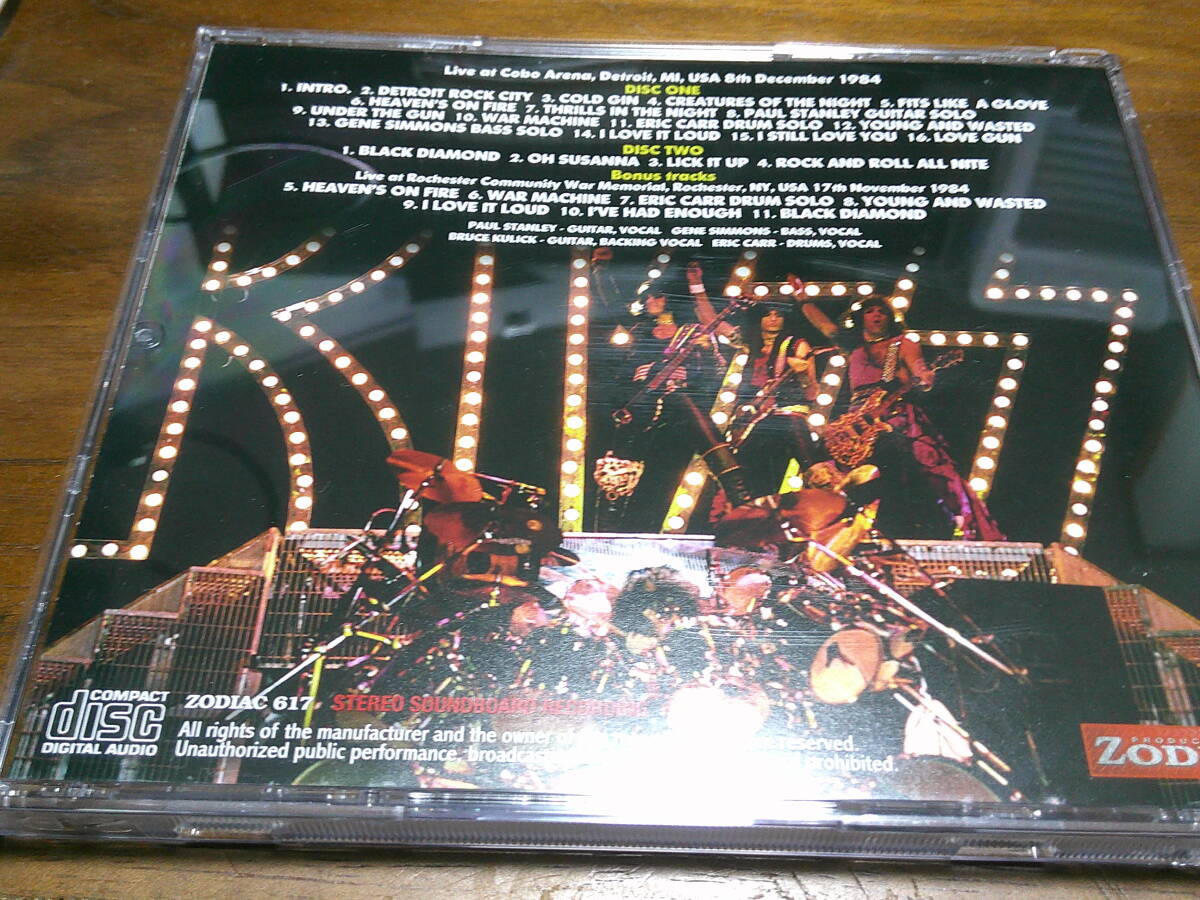 Live at Cobo Arena, Detroit, MI, USA 8th December 1984
DISC ONE
1. INTRO. 2. DETROIT ROCK CITY 3. COLD GIN 4. CREATURES OF THE NIGHT 5. FITS LIKE A GLOVE
6. HEAVEN'S ON FIRE 7. THRILLS IN THE NIGHT 8. PAUL STANLEY GUITAR SOLO
9. UNDER THE GUN 10. WAR MACHINE 11. ERIC CARR DRUM SOLO 12. YOUNG AND WASTED
13. GENE SIMMONS BASS SOLO 14. I LOVE IT LOUD 15. I STILL LOVE YOU 16. LOVE GUN
DISC TWO
1. BLACK DIAMOND 2. OH SUSANNA 3. LICK IT UP 4. ROCK AND ROLL ALL NITE
Bonus tracks
Live at Rochester Community War Memorial, Rochester, NY, USA 17th November 1984
5. HEAVEN'S ON FIRE 6. WAR MACHINE 7. ERIC CARR DRUM SOLO 8. YOUNG AND WASTED
9. I LOVE IT LOUD 10. I'VE HAD ENOUGH 11. BLACK DIAMOND
PAUL STANLEY - GUITAR, VOCAL GENE SIMMONS - BASS, VOCAL
BRUCE KULICK - GUITAR, BACKING VOCAL ERIC CARR - DRUMS, VOCAL
KISS
COMPACT
disc
DIGITAL AUDIO
ZODIAC 617 STEREO SOUNDBOARD RECORDING
All rights of the manufacturer and the owner of reserved.
Unauthorized public performance, prohibited.
PRODUC
ZOD